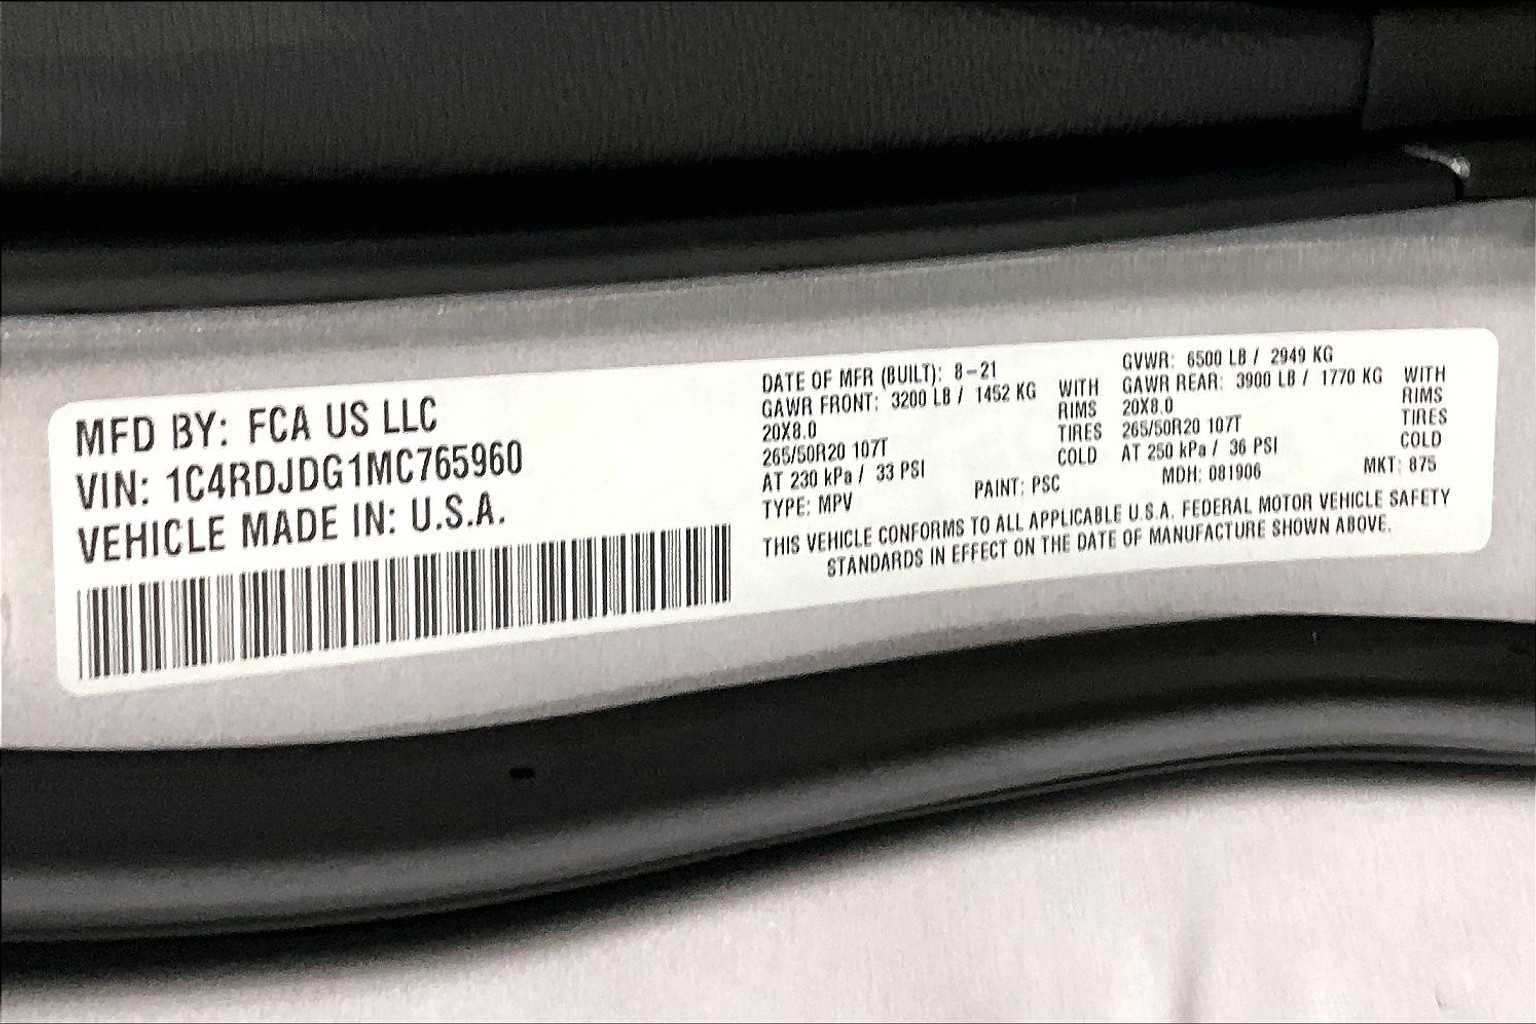 MFD BY: FCA US LLC
VIN: 1C4RDJDG1MC765960
VEHICLE MADE IN: U.S.A.
DATE OF MFR (BUILT): 8-21
GAWR FRONT: 3200 LB / 1452 KG WITH
20X8.0 RIMS
265/50R20 107T TIRES
AT 230 kPa / 33 PSI COLD
TYPE: MPV PAINT: PSC
GVWR: 6500 LB / 2949 KG
GAWR REAR: 3900 LB / 1770 KG WITH
20X8.0 RIMS
265/50R20 107T TIRES
AT 250 kPa / 36 PSI COLD
MDH: 081906 MKT: 875
THIS VEHICLE CONFORMS TO ALL APPLICABLE U.S.A. FEDERAL MOTOR VEHICLE SAFETY
STANDARDS IN EFFECT ON THE DATE OF MANUFACTURE SHOWN ABOVE.